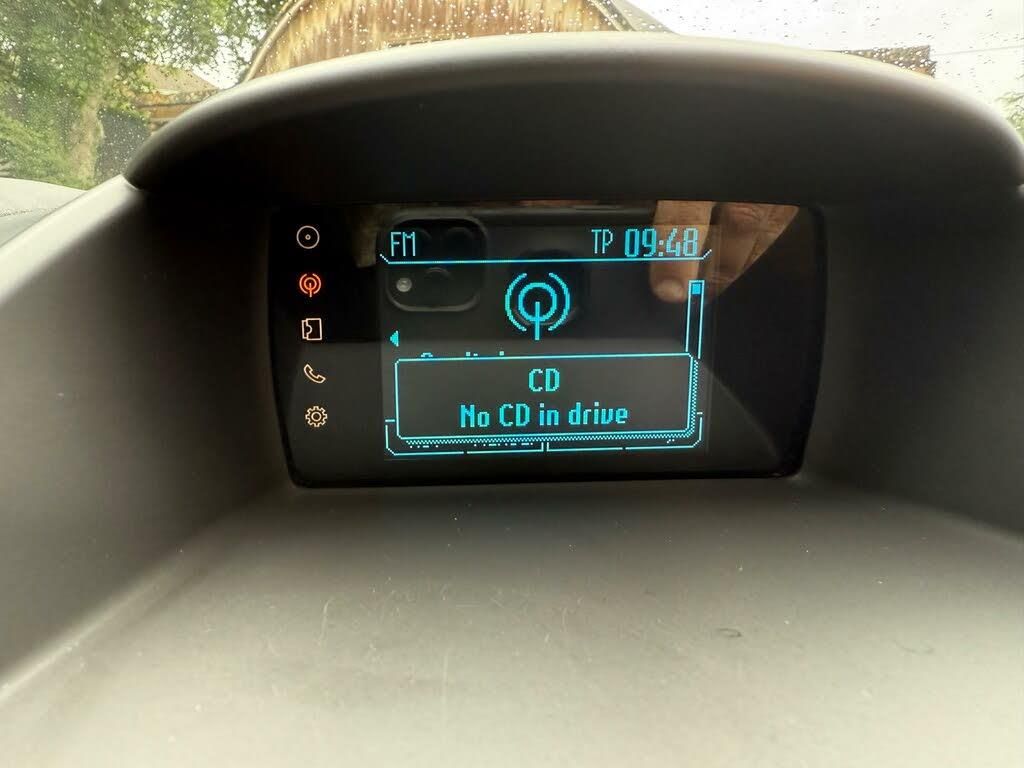 FM TP 09:48
CD
No CD in drive